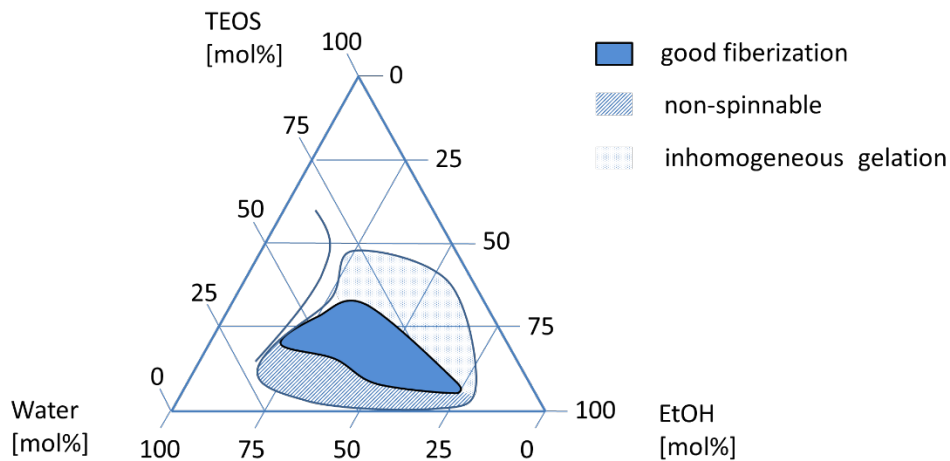 TEOS
[mol%]
100
0
good fiberization
non-spinnable
inhomogeneous gelation
75
25
50
50
25
75
0
Water
[mol%]
100
75
50
25
0
100
EtOH
[mol%]